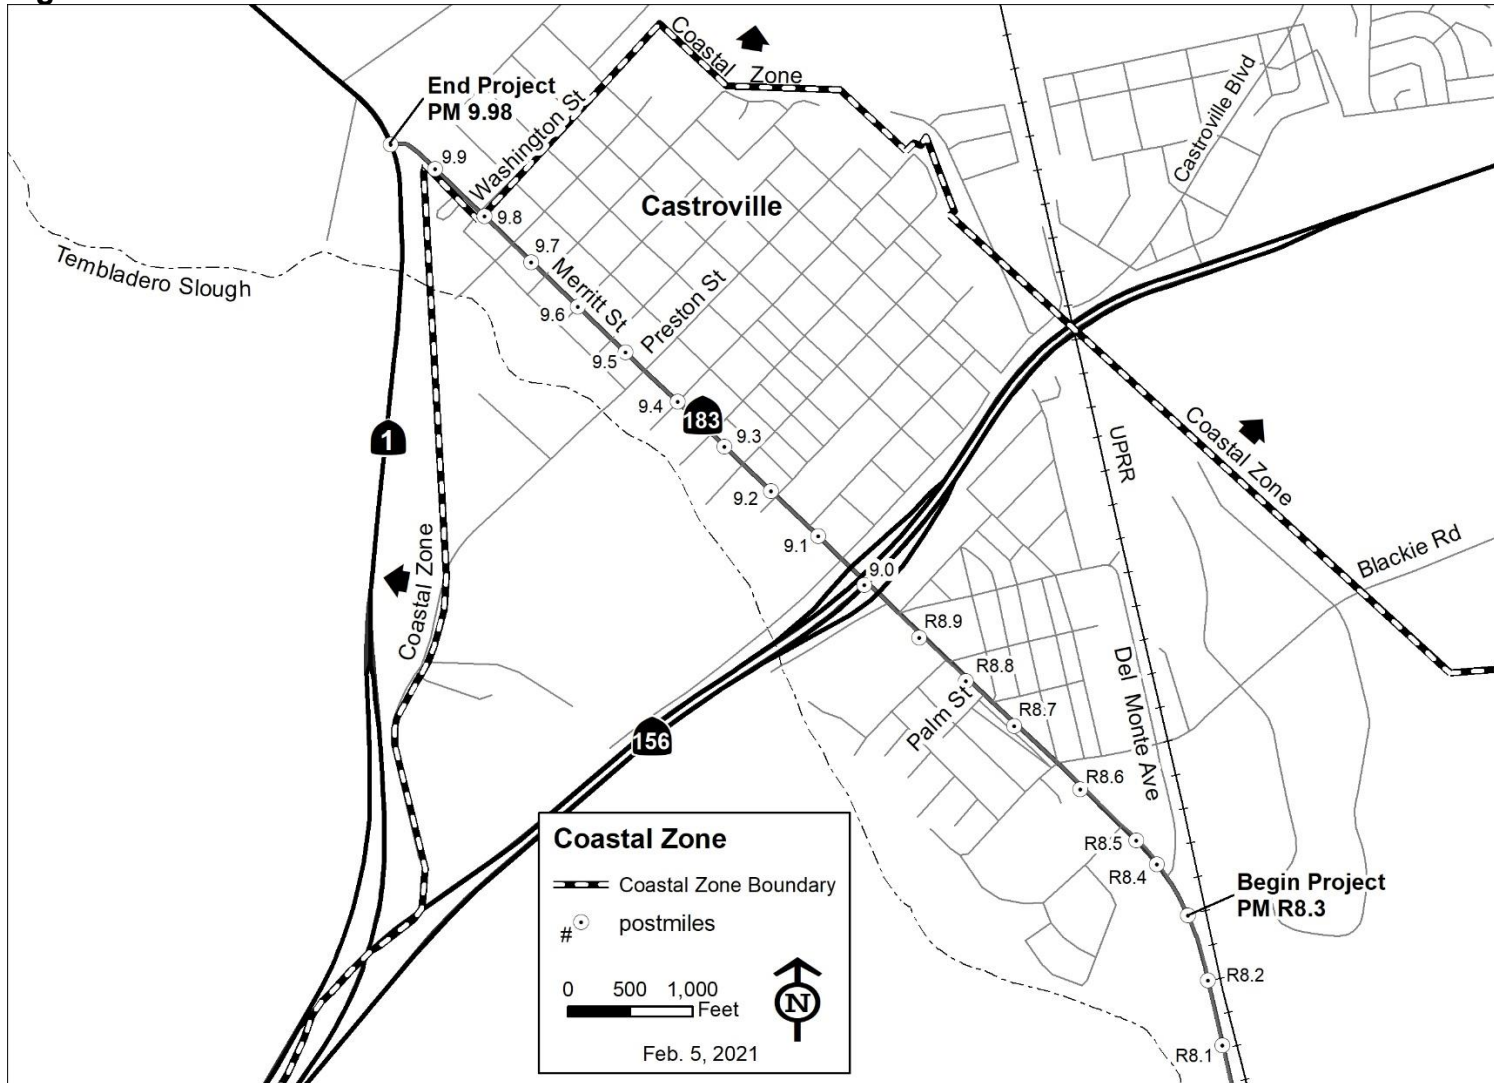 Coastal Zone
End Project
PM 9.98
Washington St
Castroville Blvd
9.9
9.8
Castroville
Tembladero Slough
9.7
Merritt St
9.6
Preston St
9.5
9.4
183
1
9.3
UPRR
Coastal Zone
9.2
9.1
Blackie Rd
9.0
Coastal Zone
R8.9
R8.8
Del Monte Ave
Palm St
R8.7
156
R8.6
R8.5
R8.4
Begin Project
PM R8.3
R8.2
R8.1
Coastal Zone
Coastal Zone Boundary
# postmiles
0 500 1,000
Feet
N
Feb. 5, 2021